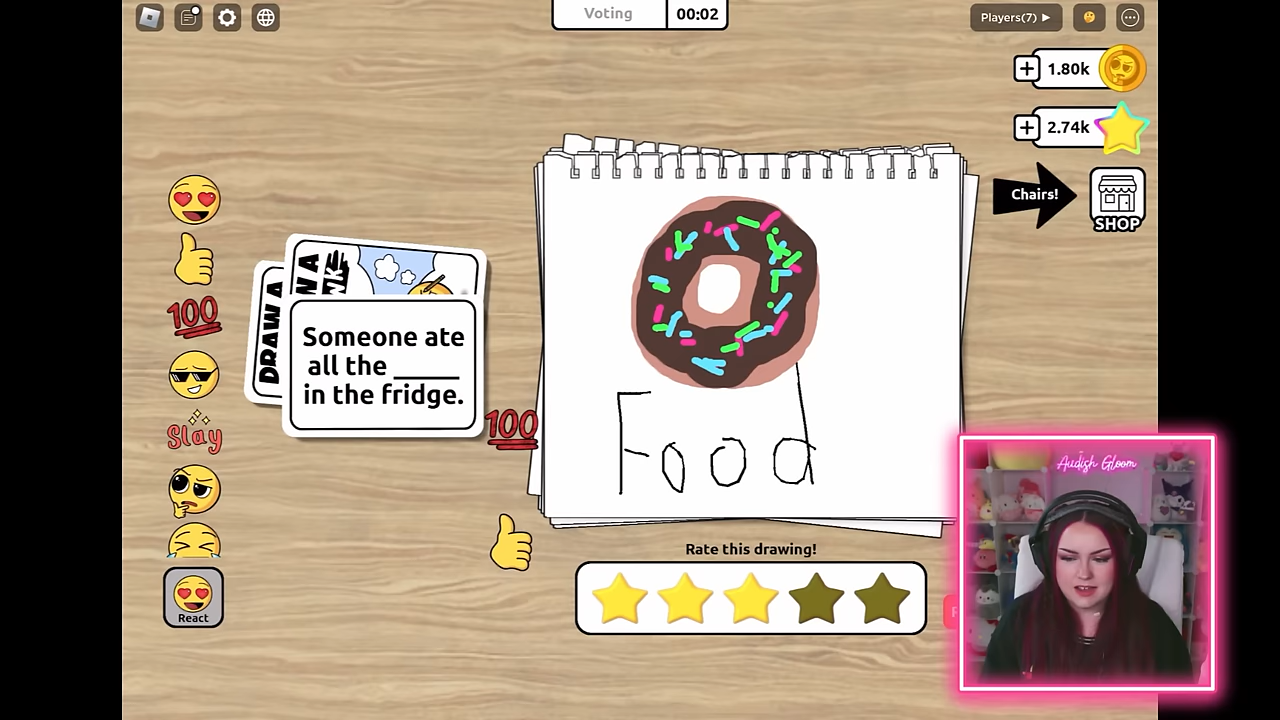 Voting 00:02
Players(7)
1.80k
2.74k
Chairs!
SHOP
100
Slay
React
DRAW A
Someone ate
all the _____
in the fridge.
100
Food
Rate this drawing!
Audish Gloom